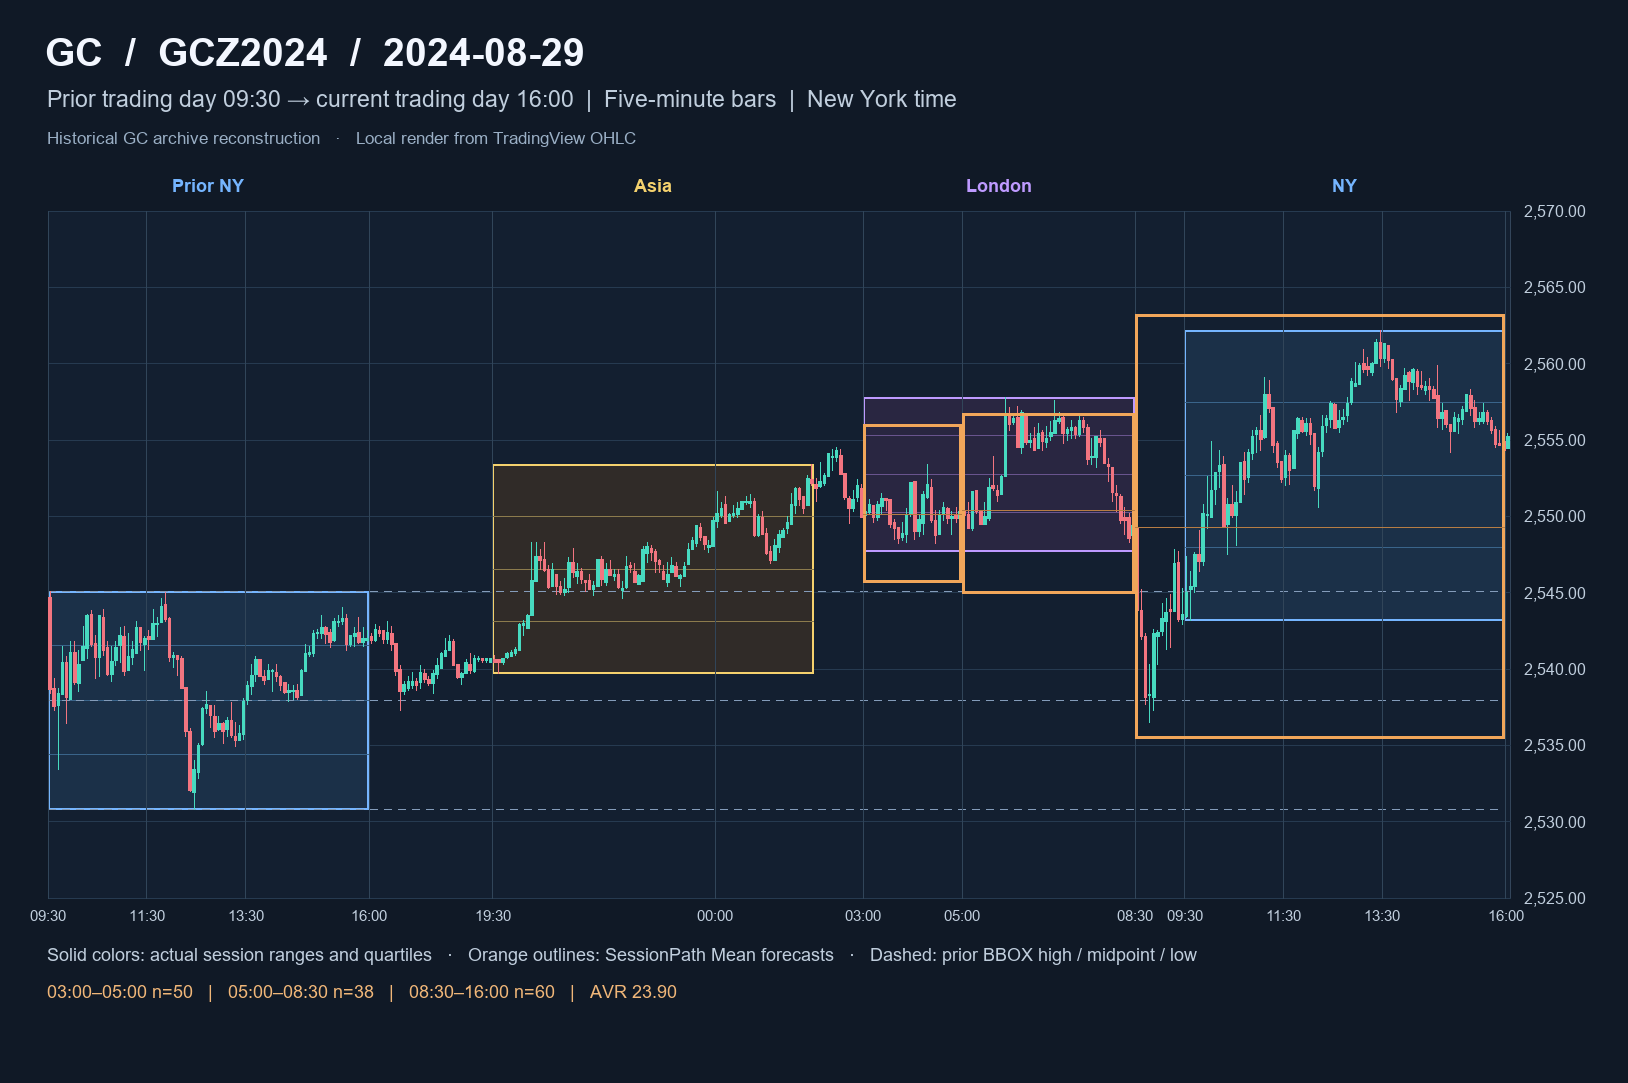 GC / GCZ2024 / 2024-08-29
Prior trading day 09:30 → current trading day 16:00 | Five-minute bars | New York time
Historical GC archive reconstruction · Local render from TradingView OHLC
Prior NY Asia London NY
2,570.00
2,565.00
2,560.00
2,555.00
2,550.00
2,545.00
2,540.00
2,535.00
2,530.00
2,525.00
09:30 11:30 13:30 16:00 19:30 00:00 03:00 05:00 08:30 09:30 11:30 13:30 16:00
Solid colors: actual session ranges and quartiles · Orange outlines: SessionPath Mean forecasts · Dashed: prior BBOX high / midpoint / low
03:00–05:00 n=50 | 05:00–08:30 n=38 | 08:30–16:00 n=60 | AVR 23.90